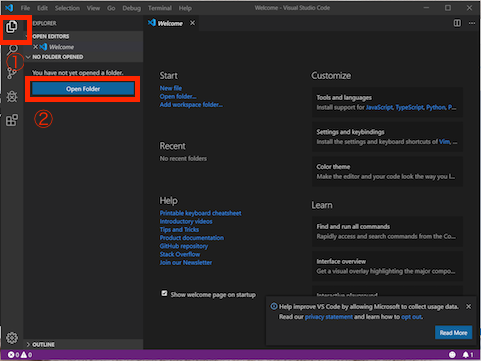 File Edit Selection View Go Debug Terminal Help Welcome - Visual Studio Code
EXPLORER
OPEN EDITORS
Welcome
NO FOLDER OPENED
You have not yet opened a folder.
Open Folder
①
②
OUTLINE
Welcome
Start
New file
Open folder...
Add workspace folder...
Recent
No recent folders
Help
Printable keyboard cheatsheet
Introductory videos
Tips and Tricks
Product documentation
GitHub repository
Stack Overflow
Join our Newsletter
Show welcome page on startup
Customize
Tools and languages
Install support for JavaScript, TypeScript, Python, P...
Settings and keybindings
Install the settings and keyboard shortcuts of Vim, ...
Color theme
Make the editor and your code look the way you l...
Learn
Find and run all commands
Rapidly access and search commands from the Co...
Interface overview
Get a visual overlay highlighting the major compo...
Interactive playground
Help improve VS Code by allowing Microsoft to collect usage data.
Read our privacy statement and learn how to opt out.
Read More
0 0
1